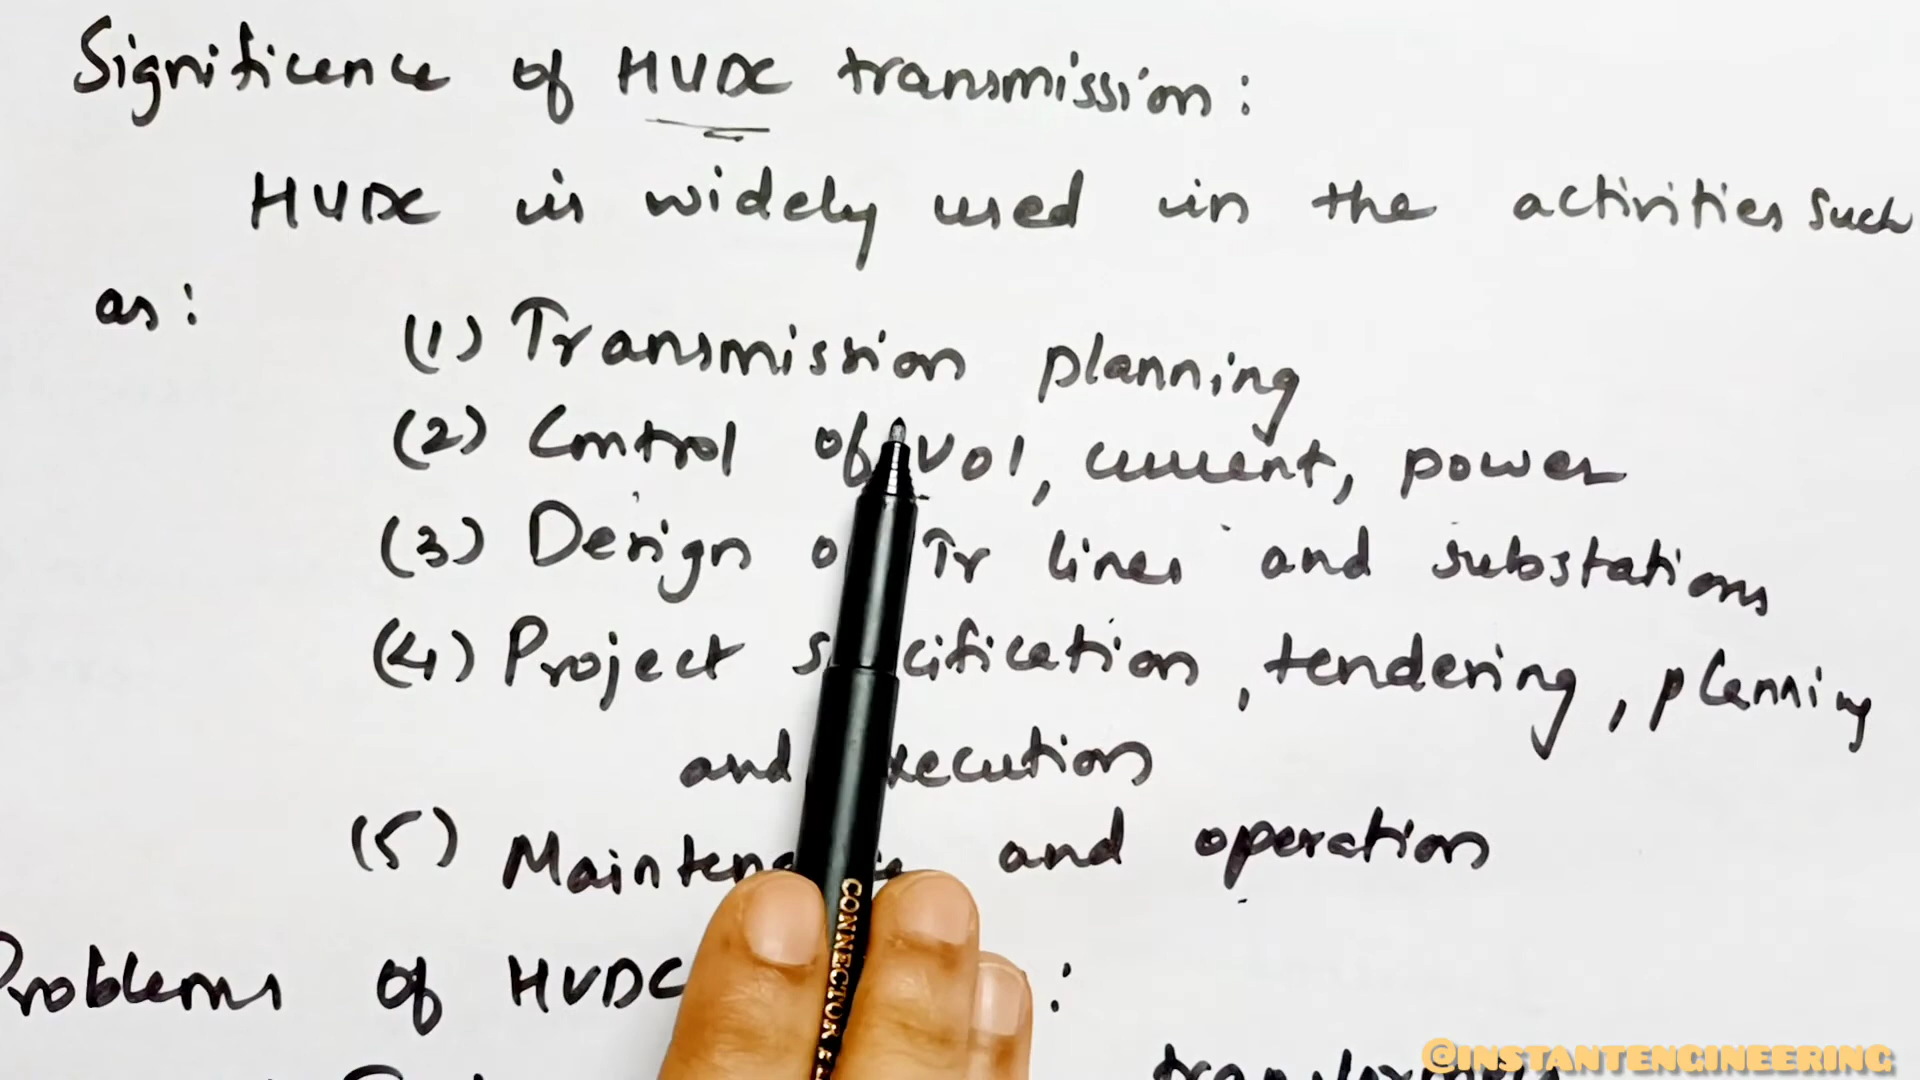 Significence of HVDC transmission:
HVDC is widely used in the activities such
as:
(1) Transmission planning
(2) Control of vol, current, power
(3) Design of Tr lines and substations
(4) Project specification, tendering, planning
and execution
(5) Maintenance and operation
Problems of HVDC :
CONNECTOR
@INSTANTENGINEERING